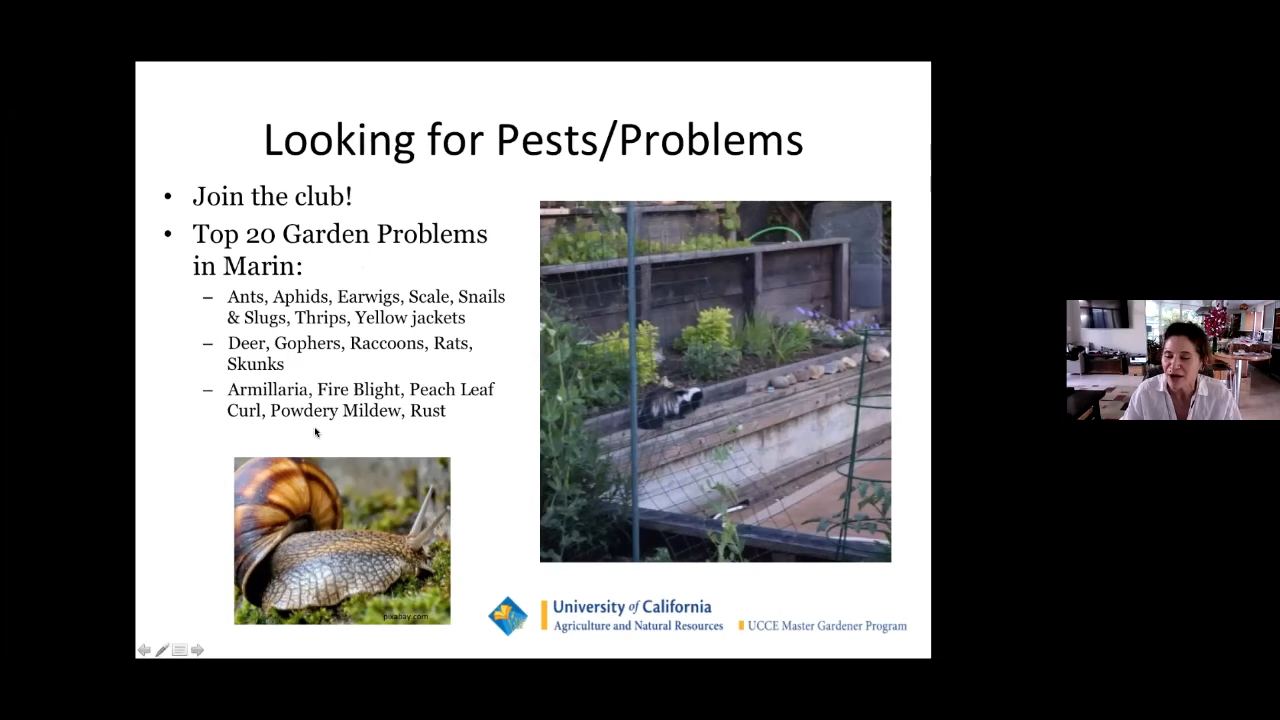 Looking for Pests/Problems
• Join the club!
• Top 20 Garden Problems
in Marin:
– Ants, Aphids, Earwigs, Scale, Snails
& Slugs, Thrips, Yellow jackets
– Deer, Gophers, Raccoons, Rats,
Skunks
– Armillaria, Fire Blight, Peach Leaf
Curl, Powdery Mildew, Rust
pixabay.com
University of California
Agriculture and Natural Resources
UCCE Master Gardener Program